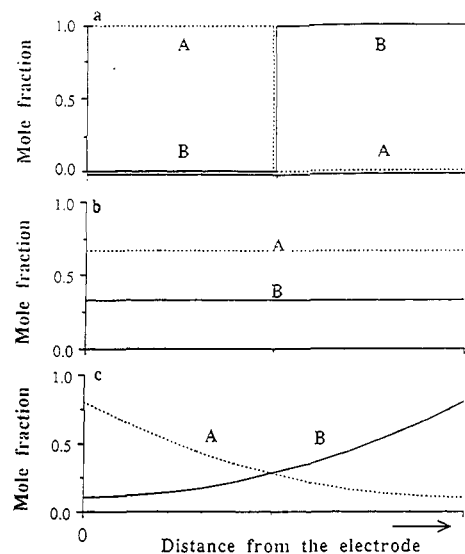 a
1.0
0.5
0.0
Mole fraction
A
B
B
A
b
1.0
0.5
0.0
Mole fraction
A
B
c
1.0
0.5
0.0
Mole fraction
A
B
0
Distance from the electrode